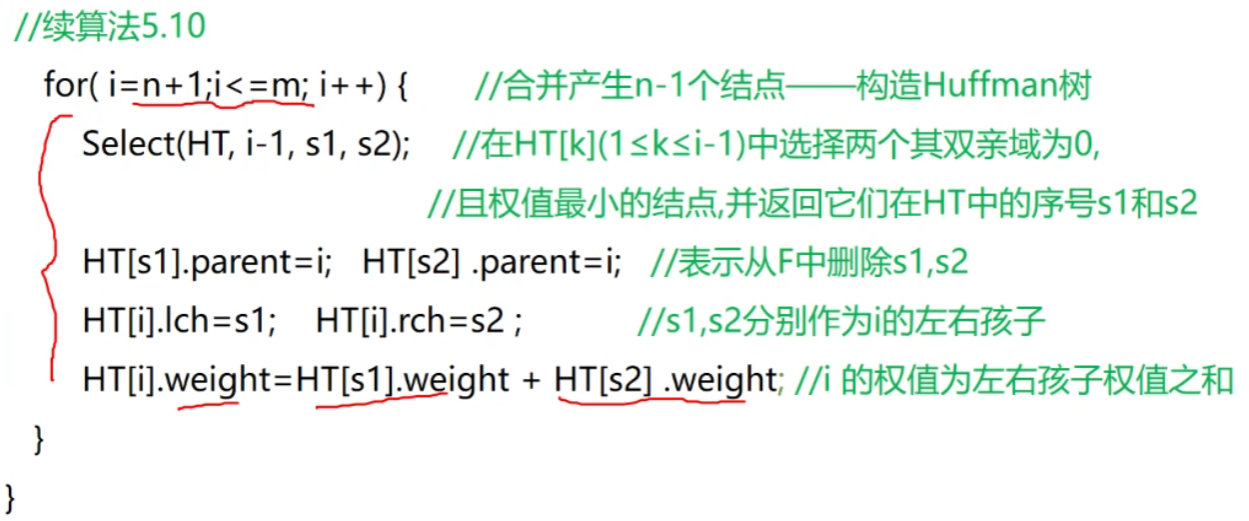 //续算法5.10
for( i=n+1;i<=m; i++) { //合并产生n-1个结点——构造Huffman树
Select(HT, i-1, s1, s2); //在HT[k](1≤k≤i-1)中选择两个其双亲域为0,
//且权值最小的结点,并返回它们在HT中的序号s1和s2
HT[s1].parent=i; HT[s2] .parent=i; //表示从F中删除s1,s2
HT[i].lch=s1; HT[i].rch=s2 ; //s1,s2分别作为i的左右孩子
HT[i].weight=HT[s1].weight + HT[s2] .weight; //i 的权值为左右孩子权值之和
}
}